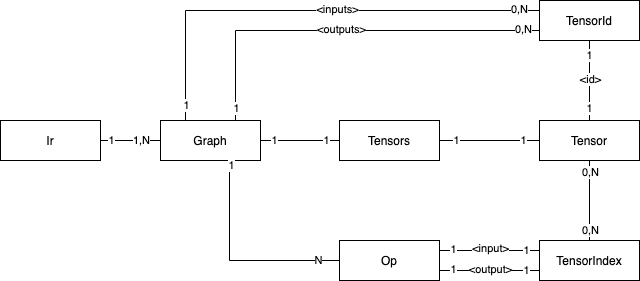 <inputs>
0,N
TensorId
<outputs>
0,N
1
<id>
1
1
1
Ir
1
1,N
Graph
1
1
Tensors
1
1
Tensor
1
0,N
0,N
N
Op
1
<input>
1
1
<output>
1
TensorIndex